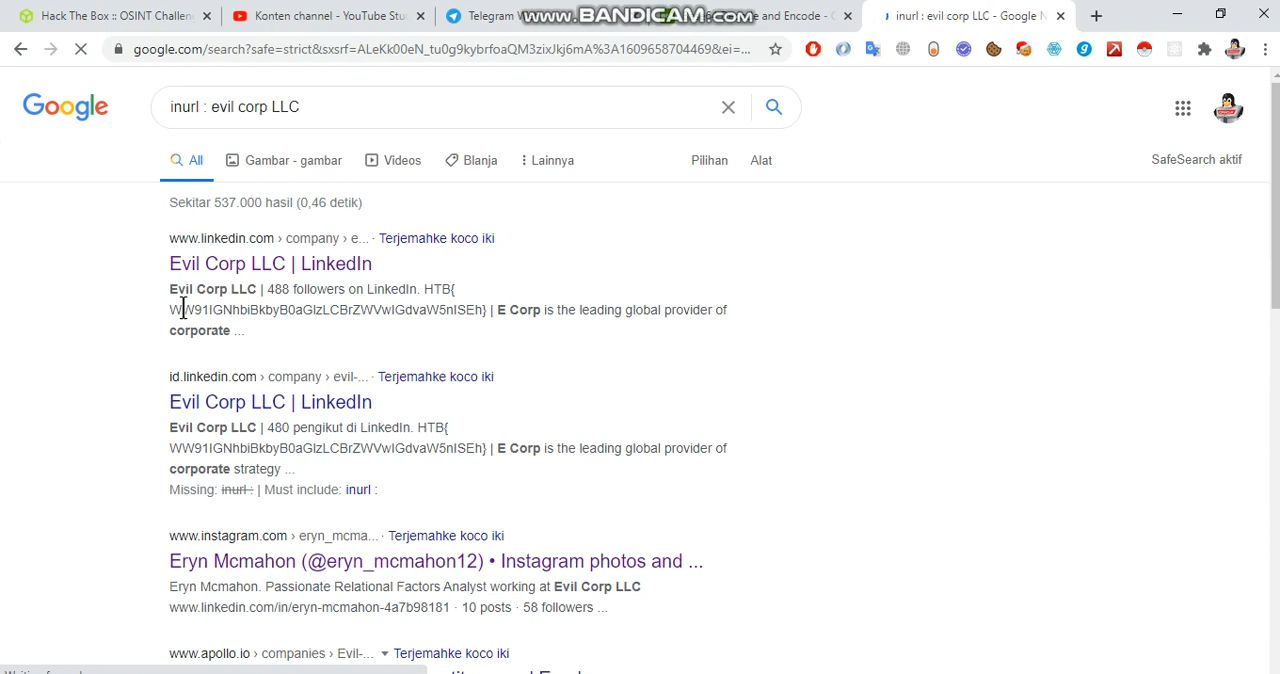 Hack The Box :: OSINT Challen
Konten channel - YouTube Stu
Telegram
www.BANDICAM.com
e and Encode -
inurl : evil corp LLC - Google
google.com/search?safe=strict&sxsrf=ALeKk00eN_tu0g9kybrfoaQM3zixJkj6mA%3A1609658704469&ei=...
Google
inurl : evil corp LLC
All
Gambar - gambar
Videos
Blanja
Lainnya
Pilihan
Alat
SafeSearch aktif
Sekitar 537.000 hasil (0,46 detik)
www.linkedin.com › company › e... · Terjemahke koco iki
Evil Corp LLC | LinkedIn
Evil Corp LLC | 488 followers on LinkedIn. HTB{
WW91IGNhbiBkbyB0aGlzLCBrZWVwIGdvaW5nISEh} | E Corp is the leading global provider of
corporate ...
id.linkedin.com › company › evil-... · Terjemahke koco iki
Evil Corp LLC | LinkedIn
Evil Corp LLC | 480 pengikut di LinkedIn. HTB{
WW91IGNhbiBkbyB0aGlzLCBrZWVwIGdvaW5nISEh} | E Corp is the leading global provider of
corporate strategy ...
Missing: inurl : | Must include: inurl :
www.instagram.com › eryn_mcma... · Terjemahke koco iki
Eryn Mcmahon (@eryn_mcmahon12) • Instagram photos and ...
Eryn Mcmahon. Passionate Relational Factors Analyst working at Evil Corp LLC
www.linkedin.com/in/eryn-mcmahon-4a7b98181 · 10 posts · 58 followers ...
www.apollo.io › companies › Evil-... Terjemahke koco iki